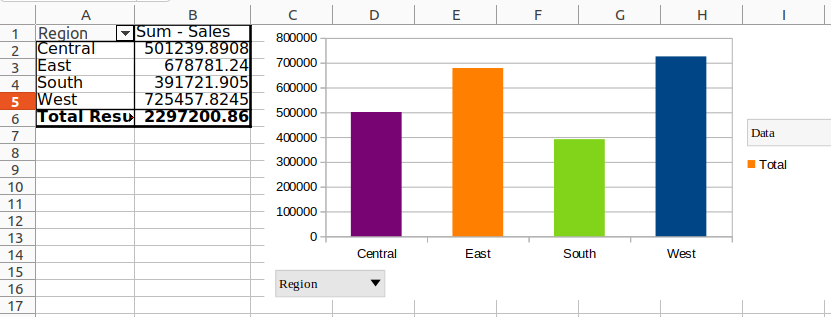 A B C D E F G H I
1 Region Sum - Sales
2 Central 501239.8908
3 East 678781.24
4 South 391721.905
5 West 725457.8245
6 Total Resu 2297200.86
7
8
9
10
11
12
13
14
15
16
17
800000
700000
600000
500000
400000
300000
200000
100000
0
Central East South West
Region
Data
Total